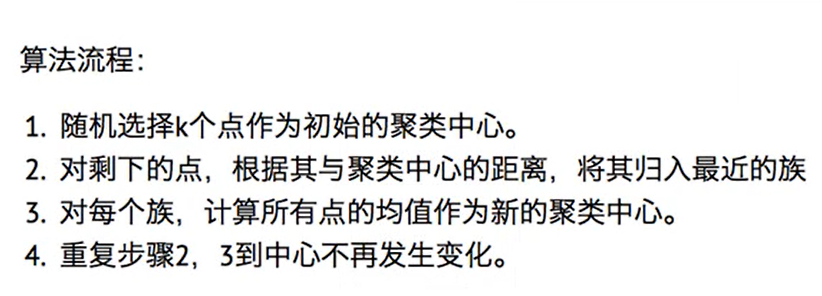 算法流程：
1. 随机选择k个点作为初始的聚类中心。
2. 对剩下的点，根据其与聚类中心的距离，将其归入最近的族
3. 对每个族，计算所有点的均值作为新的聚类中心。
4. 重复步骤2，3到中心不再发生变化。